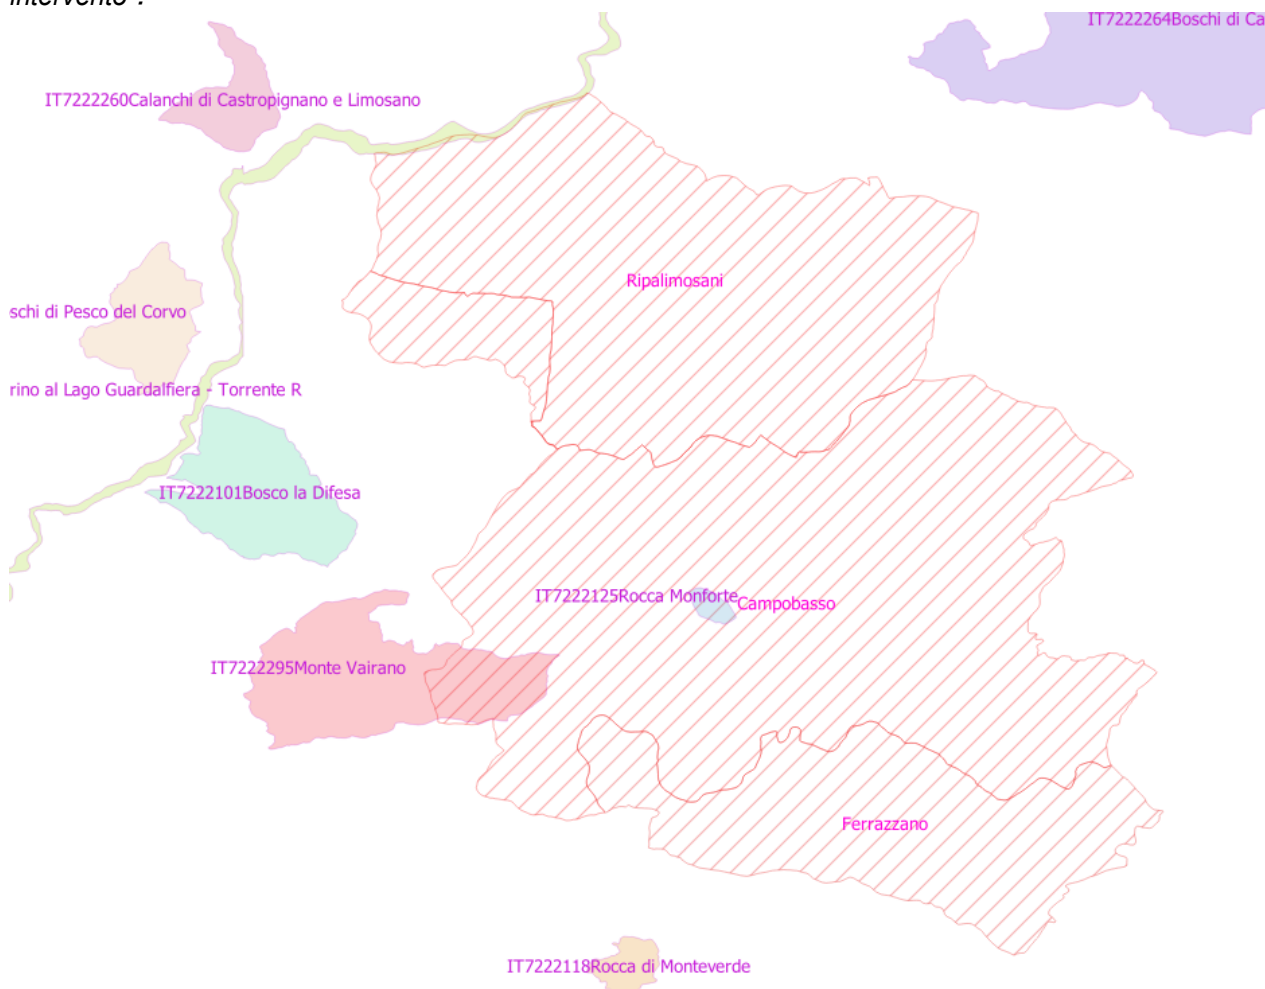 intervento".
IT7222264Boschi di Ca
IT7222260Calanchi di Castropignano e Limosano
Ripalimosani
schi di Pesco del Corvo
rino al Lago Guardalfiera - Torrente R
IT7222101Bosco la Difesa
IT7222125Rocca Monforte
Campobasso
IT7222295Monte Vairano
Ferrazzano
IT7222118Rocca di Monteverde